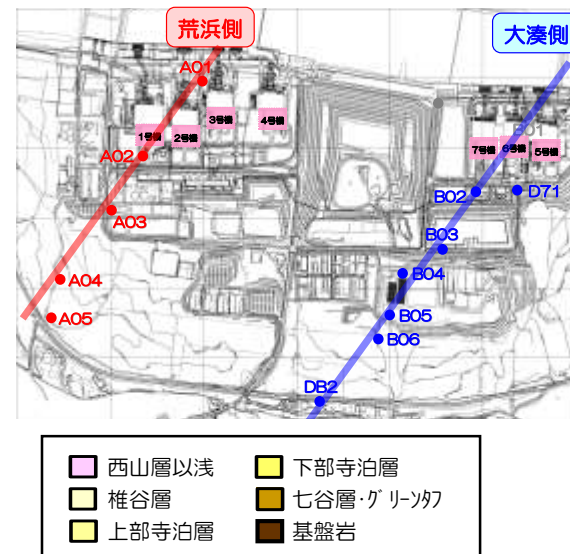 荒浜側
大湊側
A01
3号機
4号機
1号機
2号機
B01
7号機
6号機
5号機
A02
B02
D71
A03
B03
A04
B04
A05
B05
B06
DB2
西山層以浅
下部寺泊層
椎谷層
七谷層・グリーンタフ
上部寺泊層
基盤岩